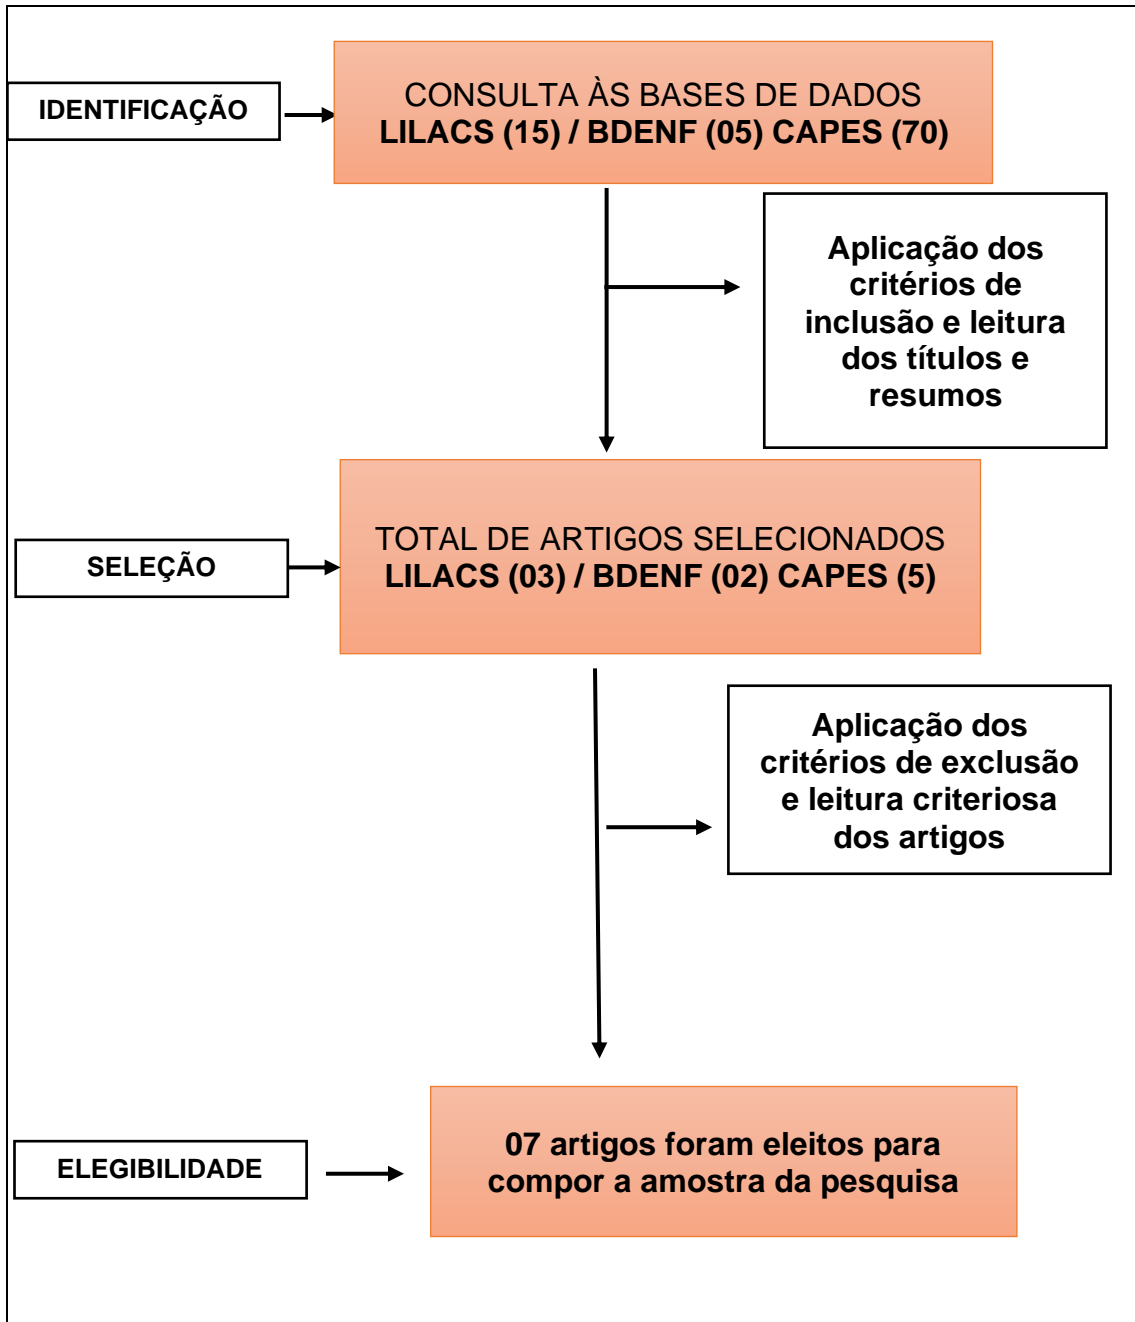 IDENTIFICAÇÃO
CONSULTA ÀS BASES DE DADOS
LILACS (15) / BDENF (05) CAPES (70)
Aplicação dos
critérios de
inclusão e leitura
dos títulos e
resumos
SELEÇÃO
TOTAL DE ARTIGOS SELECIONADOS
LILACS (03) / BDENF (02) CAPES (5)
Aplicação dos
critérios de exclusão
e leitura criteriosa
dos artigos
ELEGIBILIDADE
07 artigos foram eleitos para
compor a amostra da pesquisa